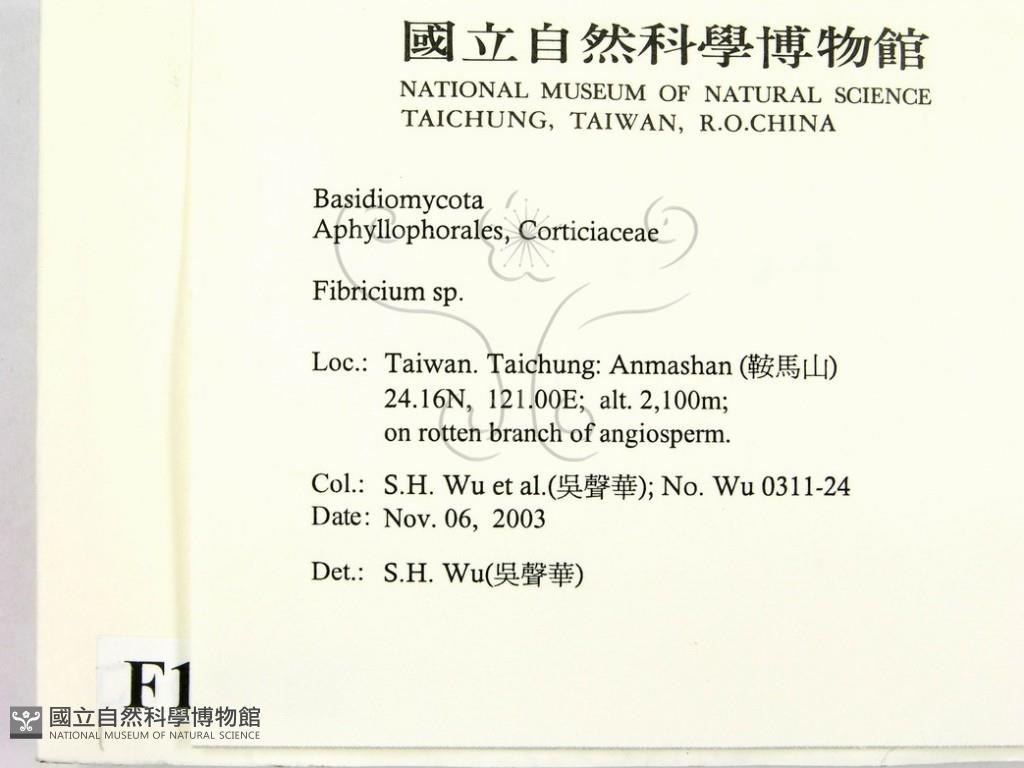 國立自然科學博物館
NATIONAL MUSEUM OF NATURAL SCIENCE
TAICHUNG, TAIWAN, R.O.CHINA
Basidiomycota
Aphyllophorales, Corticiaceae
Fibricium sp.
Loc.: Taiwan. Taichung: Anmashan (鞍馬山)
24.16N, 121.00E; alt. 2,100m;
on rotten branch of angiosperm.
Col.: S.H. Wu et al.(吳聲華); No. Wu 0311-24
Date: Nov. 06, 2003
Det.: S.H. Wu(吳聲華)
F1
國立自然科學博物館
NATIONAL MUSEUM OF NATURAL SCIENCE